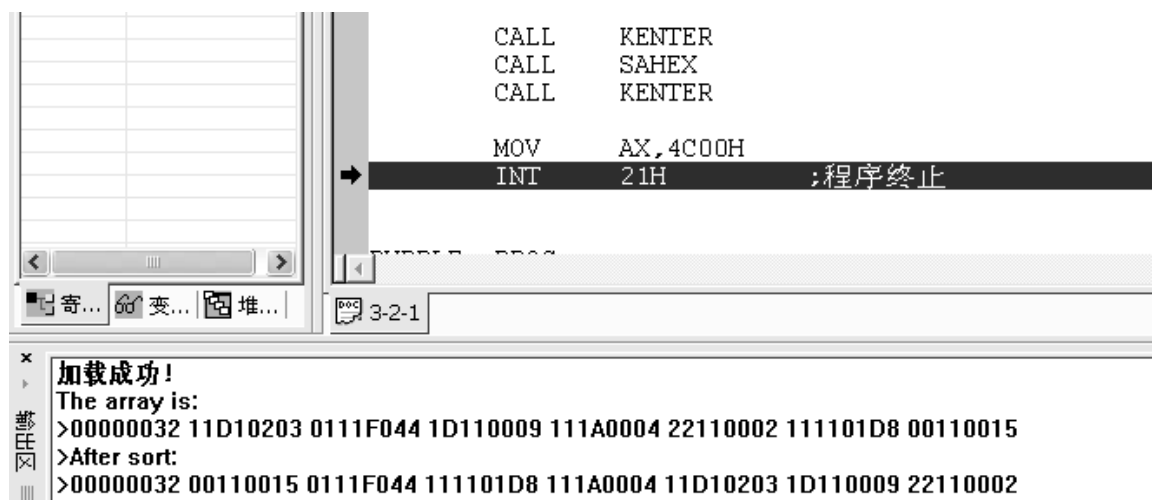 CALL KENTER
CALL SAHEX
CALL KENTER
MOV AX,4C00H
INT 21H ;程序终止
寄... 变... 堆...
3-2-1
加载成功!
The array is:
>00000032 11D10203 0111F044 1D110009 111A0004 22110002 111101D8 00110015
>After sort:
>00000032 00110015 0111F044 111101D8 111A0004 11D10203 1D110009 22110002